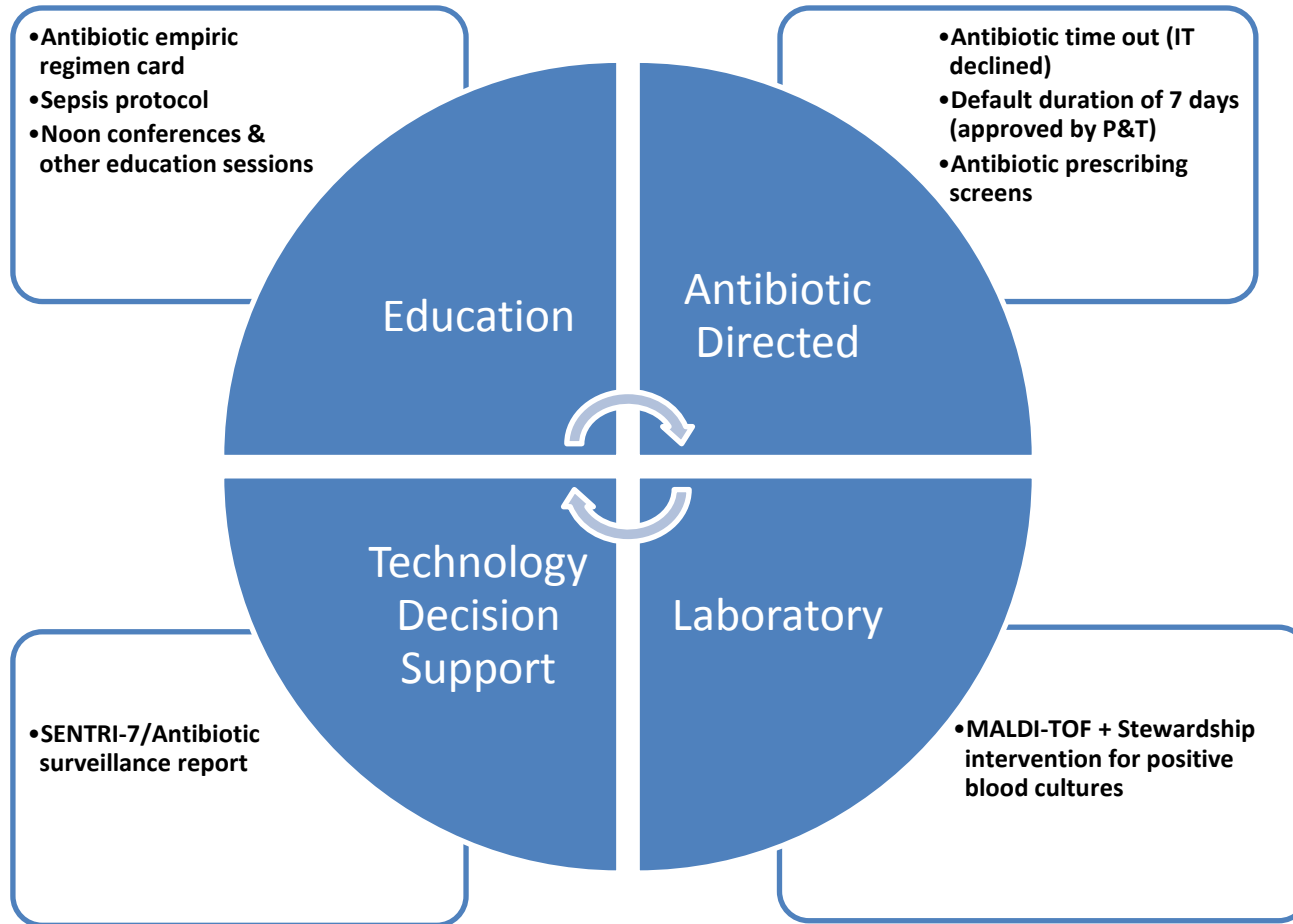 •Antibiotic empiric
regimen card
•Sepsis protocol
•Noon conferences &
other education sessions
•Antibiotic time out (IT
declined)
•Default duration of 7 days
(approved by P&T)
•Antibiotic prescribing
screens
Education
Antibiotic
Directed
Technology
Decision
Support
Laboratory
•SENTRI-7/Antibiotic
surveillance report
•MALDI-TOF + Stewardship
intervention for positive
blood cultures